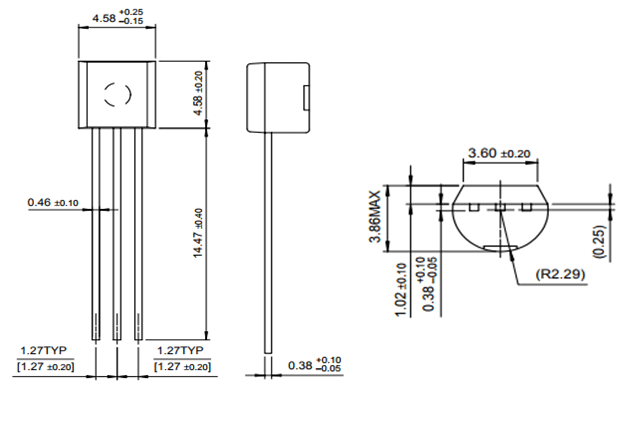 4.58 +0.25 −0.15
4.58 ±0.20
0.46 ±0.10
14.47 ±0.40
1.27TYP
[1.27 ±0.20]
1.27TYP
[1.27 ±0.20]
0.38 +0.10 −0.05
3.60 ±0.20
3.86MAX
1.02 ±0.10
0.38 +0.10 −0.05
(0.25)
(R2.29)